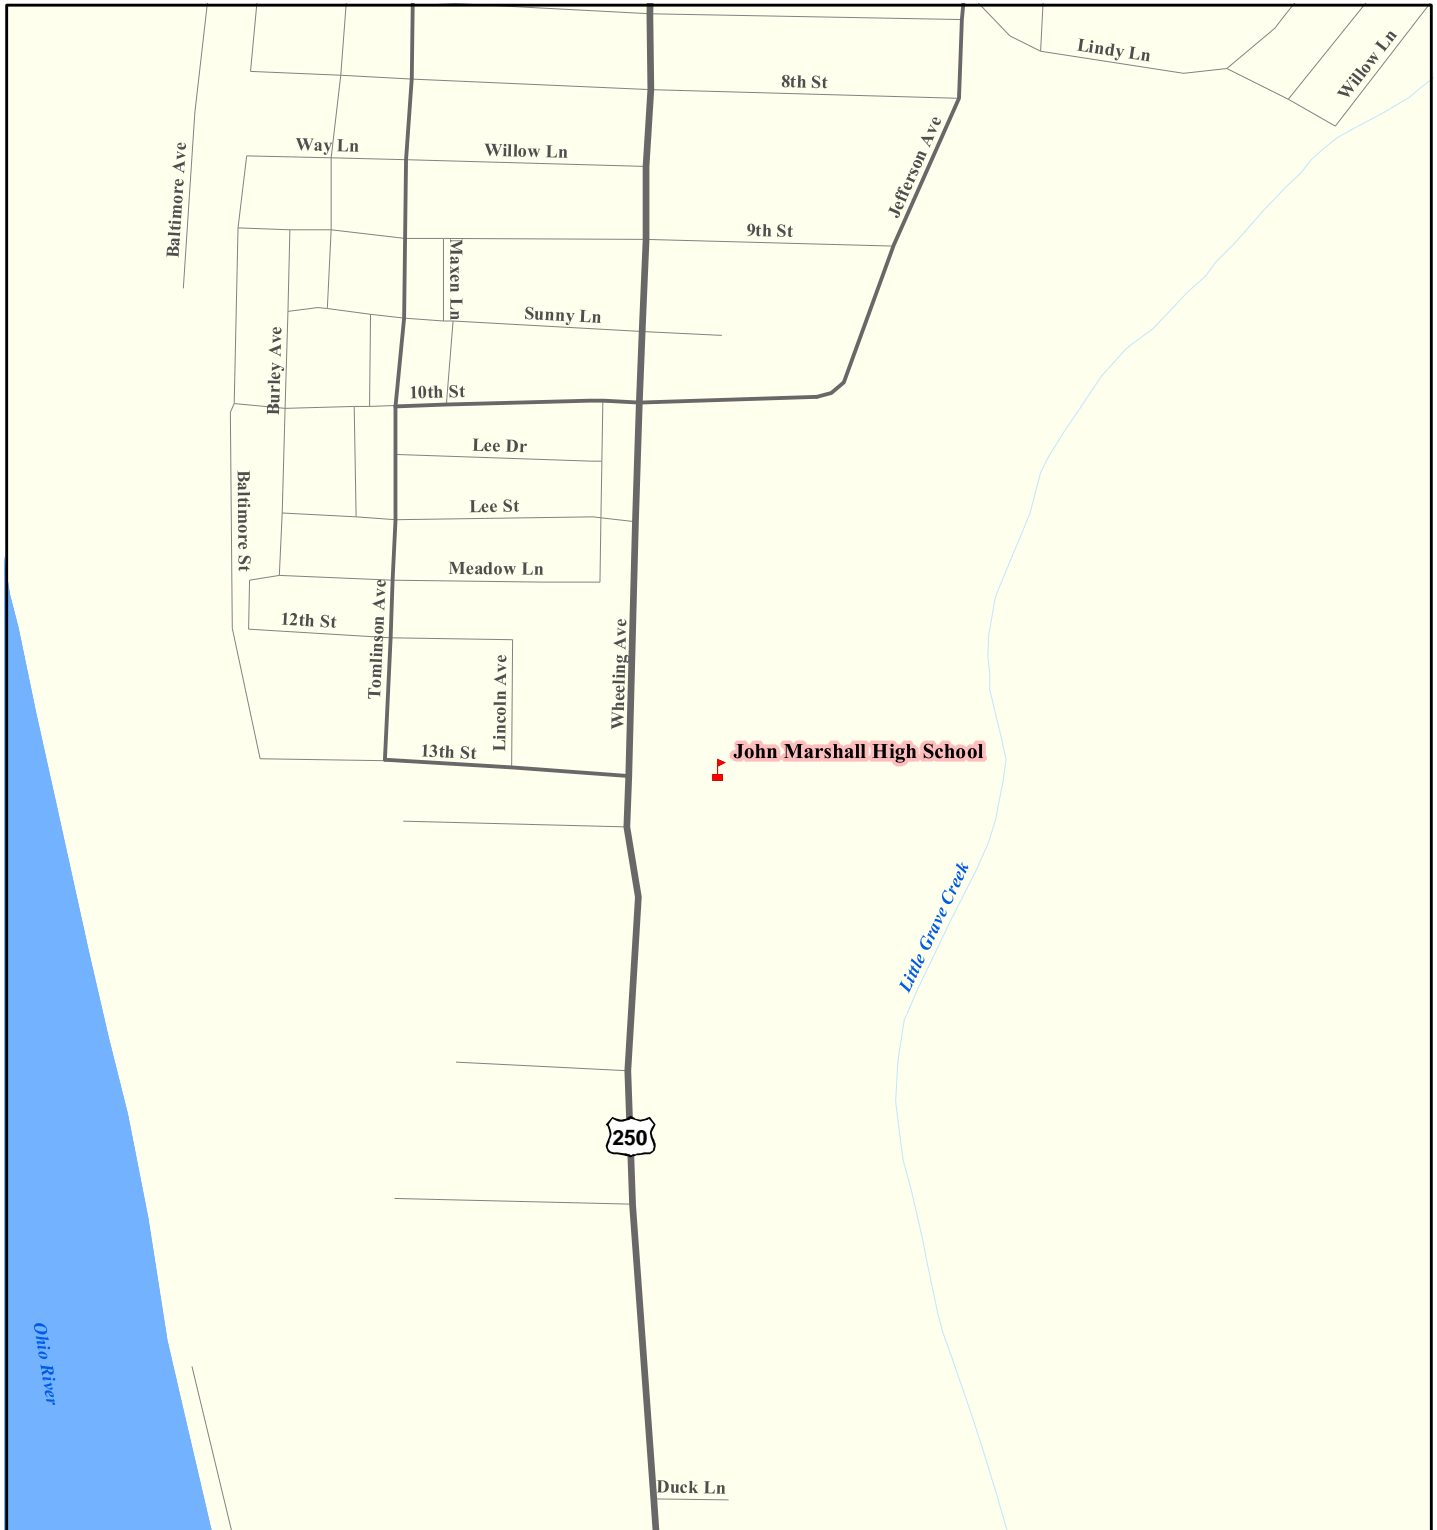 Lindy Ln
Willow Ln
8th St
Jefferson Ave
Baltimore Ave
Way Ln
Willow Ln
9th St
Maxen Ln
Sunny Ln
Burley Ave
10th St
Lee Dr
Baltimore St
Lee St
Meadow Ln
12th St
Tomlinson Ave
Wheeling Ave
Lincoln Ave
13th St
John Marshall High School
Little Grave Creek
250
Ohio River
Duck Ln